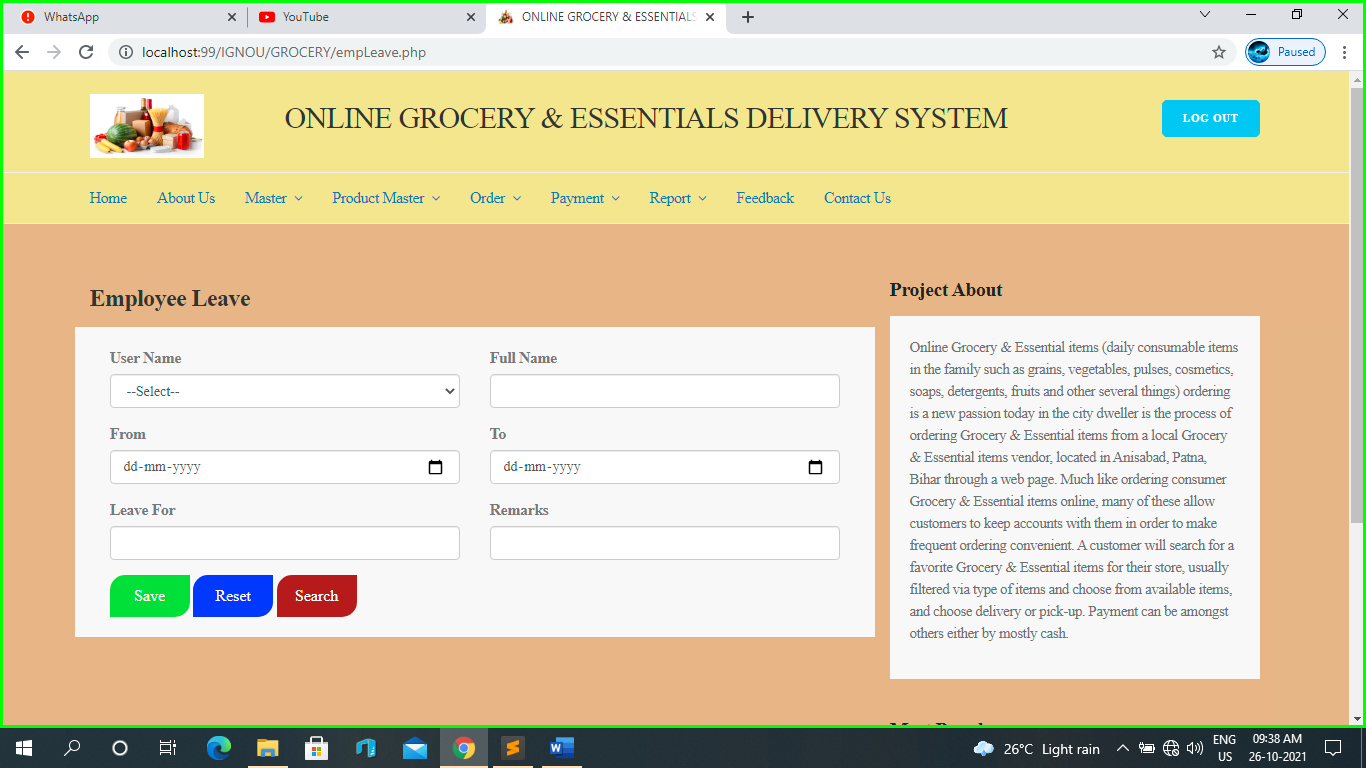 WhatsApp
YouTube
ONLINE GROCERY & ESSENTIALS
localhost:99/IGNOU/GROCERY/empLeave.php
Paused
ONLINE GROCERY & ESSENTIALS DELIVERY SYSTEM
LOG OUT
Home About Us Master Product Master Order Payment Report Feedback Contact Us
Employee Leave
User Name Full Name
--Select--
From To
dd-mm-yyyy dd-mm-yyyy
Leave For Remarks
Save Reset Search
Project About
Online Grocery & Essential items (daily consumable items
in the family such as grains, vegetables, pulses, cosmetics,
soaps, detergents, fruits and other several things) ordering
is a new passion today in the city dweller is the process of
ordering Grocery & Essential items from a local Grocery
& Essential items vendor, located in Anisabad, Patna,
Bihar through a web page. Much like ordering consumer
Grocery & Essential items online, many of these allow
customers to keep accounts with them in order to make
frequent ordering convenient. A customer will search for a
favorite Grocery & Essential items for their store, usually
filtered via type of items and choose from available items,
and choose delivery or pick-up. Payment can be amongst
others either by mostly cash.
26°C Light rain
ENG
US
09:38 AM
26-10-2021